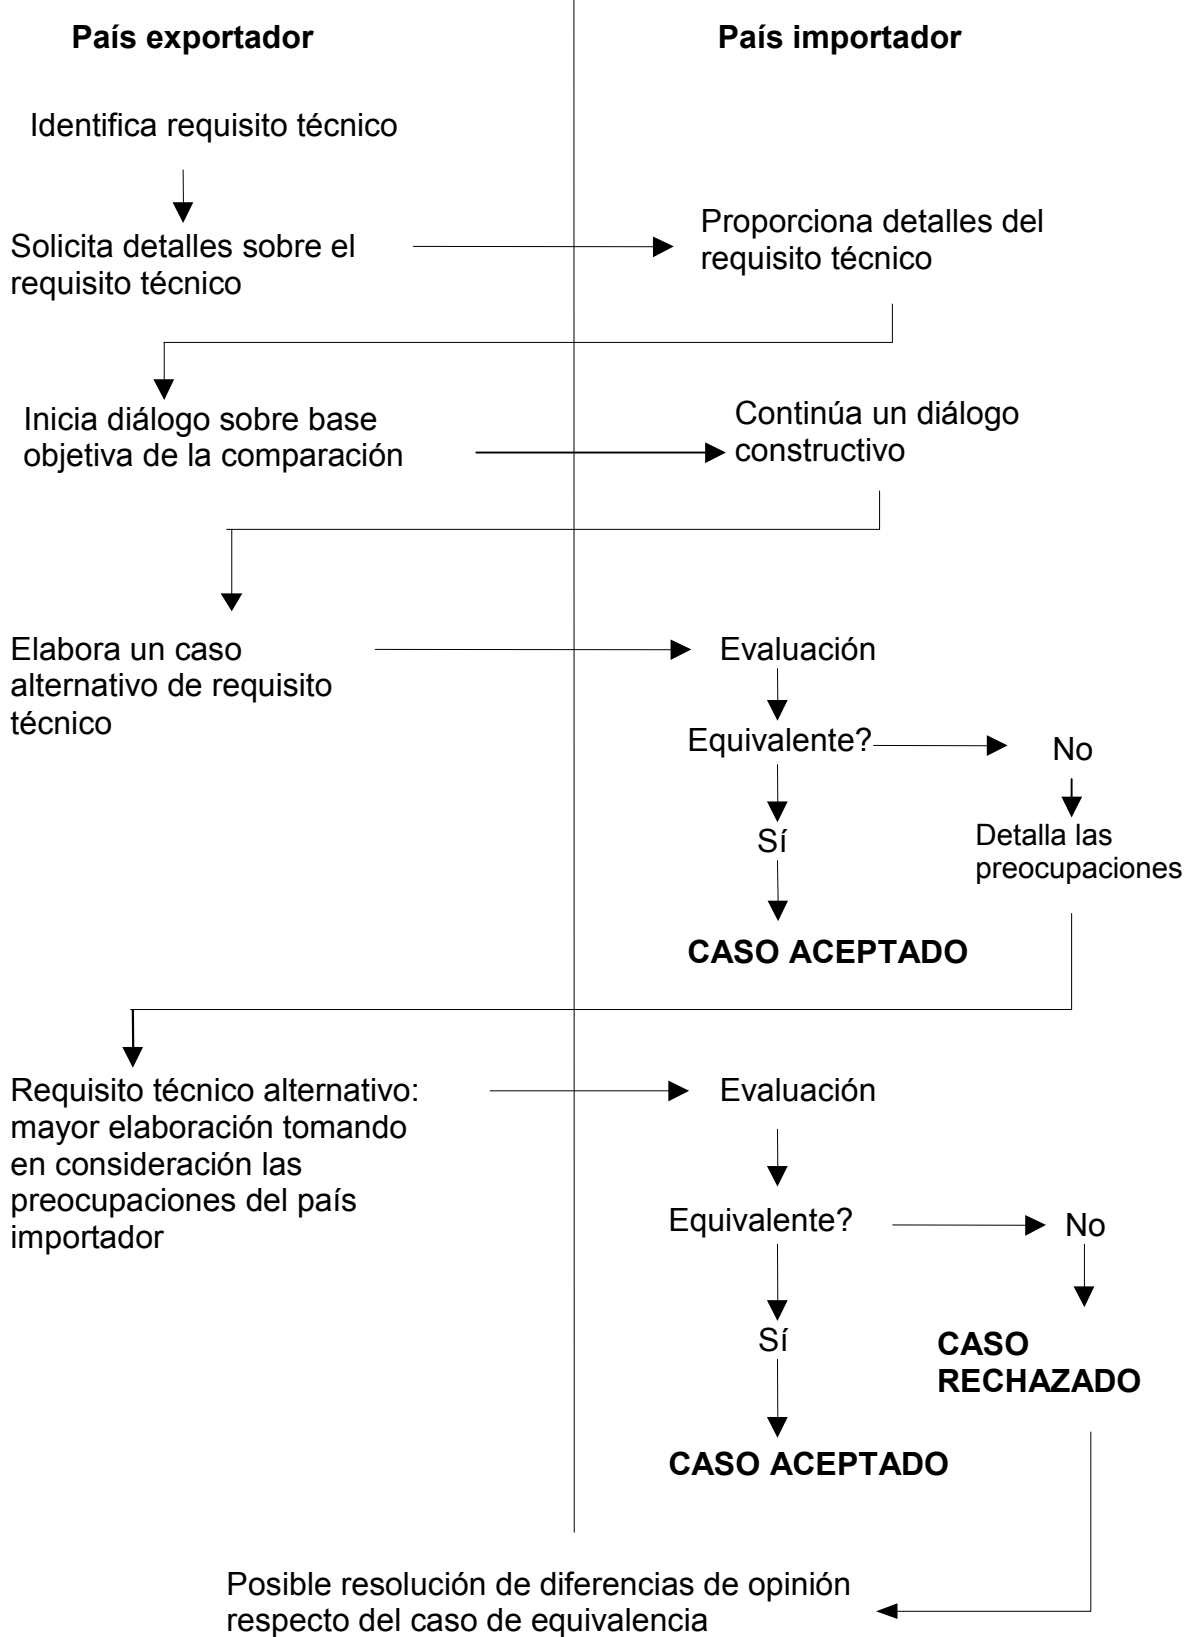 País exportador
País importador
Identifica requisito técnico
Solicita detalles sobre el
requisito técnico
Proporciona detalles del
requisito técnico
Inicia diálogo sobre base
objetiva de la comparación
Continúa un diálogo
constructivo
Elabora un caso
alternativo de requisito
técnico
Evaluación
Equivalente?
No
Sí
Detalla las
preocupaciones
CASO ACEPTADO
Requisito técnico alternativo:
mayor elaboración tomando
en consideración las
preocupaciones del país
importador
Evaluación
Equivalente?
No
Sí
CASO
RECHAZADO
CASO ACEPTADO
Posible resolución de diferencias de opinión
respecto del caso de equivalencia